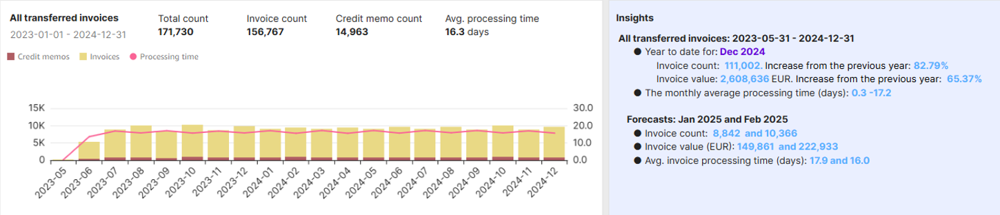 All transferred invoices
2023-01-01 - 2024-12-31
Total count
171,730
Invoice count
156,767
Credit memo count
14,963
Avg. processing time
16.3 days
Credit memos
Invoices
Processing time
15K
10K
5K
0
30.0
20.0
10.0
0.0
2023-05
2023-06
2023-07
2023-08
2023-09
2023-10
2023-11
2023-12
2024-01
2024-02
2024-03
2024-04
2024-05
2024-06
2024-07
2024-08
2024-09
2024-10
2024-11
2024-12
Insights
All transferred invoices: 2023-05-31 - 2024-12-31
● Year to date for: Dec 2024
Invoice count: 111,002. Increase from the previous year: 82.79%
Invoice value: 2,608,636 EUR. Increase from the previous year: 65.37%
● The monthly average processing time (days): 0.3 -17.2
Forecasts: Jan 2025 and Feb 2025
● Invoice count: 8,842 and 10,366
● Invoice value (EUR): 149,861 and 222,933
● Avg. invoice processing time (days): 17.9 and 16.0